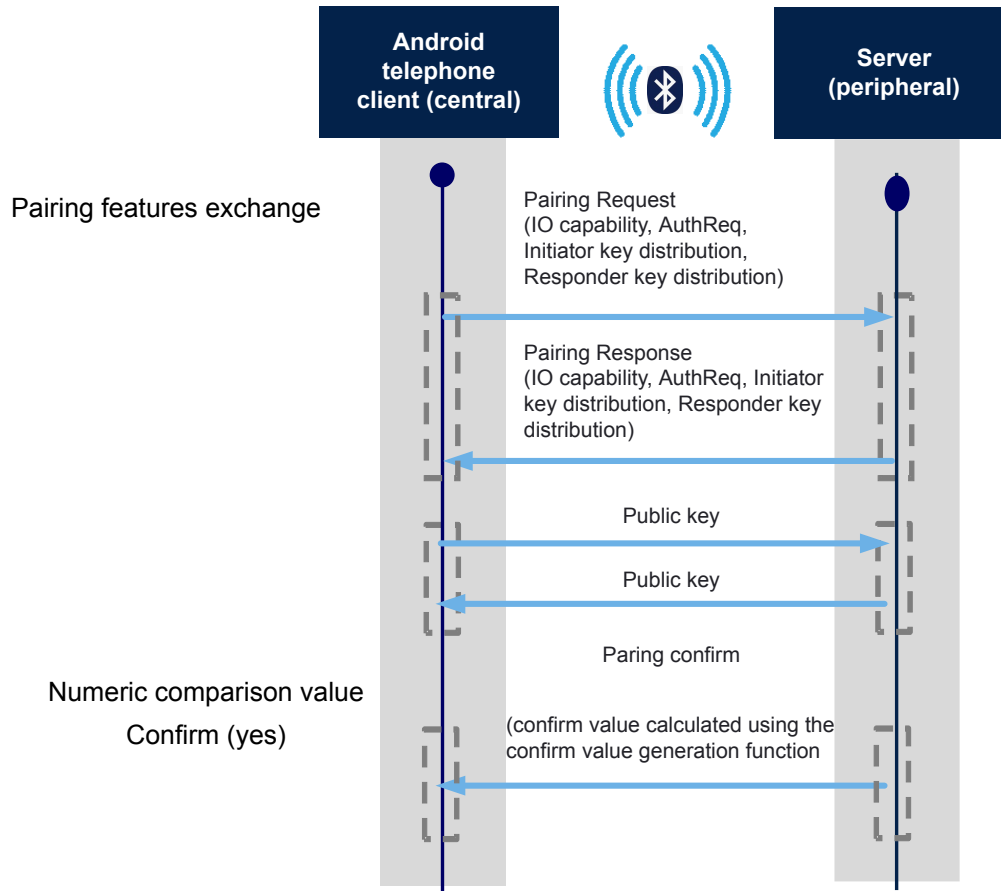 Android
telephone
client (central)
Server
(peripheral)
Pairing features exchange
Pairing Request
(IO capability, AuthReq,
Initiator key distribution,
Responder key distribution)
Pairing Response
(IO capability, AuthReq, Initiator
key distribution, Responder key
distribution)
Public key
Public key
Paring confirm
Numeric comparison value
Confirm (yes)
(confirm value calculated using the
confirm value generation function